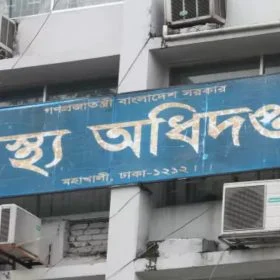 গণপ্রজাতন্ত্রী বাংলাদেশ সরকার
স্থ্য অধিদপ্ত
মহাখালী, ঢাকা-১২১২